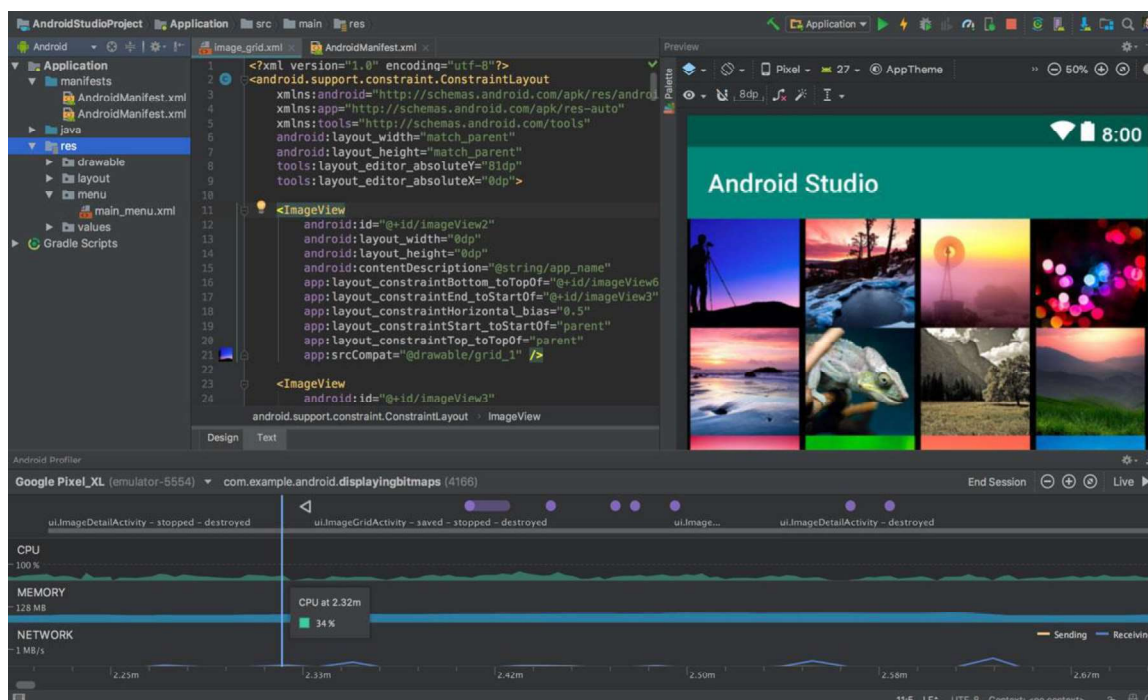 AndroidStudioProject Application src main res
Application
Android
image_grid.xml
AndroidManifest.xml
Application
manifests
AndroidManifest.xml
AndroidManifest.xml
java
res
drawable
layout
menu
main_menu.xml
values
Gradle Scripts
1 <?xml version="1.0" encoding="utf-8"?>
2 <android.support.constraint.ConstraintLayout
3 xmlns:android="http://schemas.android.com/apk/res/androi
4 xmlns:app="http://schemas.android.com/apk/res-auto"
5 xmlns:tools="http://schemas.android.com/tools"
6 android:layout_width="match_parent"
7 android:layout_height="match_parent"
8 tools:layout_editor_absoluteY="81dp"
9 tools:layout_editor_absoluteX="0dp">
10
11 <ImageView
12 android:id="@+id/imageView2"
13 android:layout_width="0dp"
14 android:layout_height="0dp"
15 android:contentDescription="@string/app_name"
16 app:layout_constraintBottom_toTopOf="@+id/imageView6
17 app:layout_constraintEnd_toStartOf="@+id/imageView3"
18 app:layout_constraintHorizontal_bias="0.5"
19 app:layout_constraintStart_toStartOf="parent"
20 app:layout_constraintTop_toTopOf="parent"
21 app:srcCompat="@drawable/grid_1" />
22
23 <ImageView
24 android:id="@+id/imageView3"
android.support.constraint.ConstraintLayout › ImageView
Design Text
Preview
Palette
Pixel 27 AppTheme » 50%
8dp
8:00
Android Studio
Android Profiler
Google Pixel_XL (emulator-5554) com.example.android.displayingbitmaps (4166)
End Session Live
ui.ImageDetailActivity - stopped - destroyed
ui.ImageGridActivity - saved - stopped - destroyed
ui.Image...
ui.ImageDetailActivity - destroyed
CPU
100 %
MEMORY
128 MB
CPU at 2.32m
34 %
NETWORK
1 MB/s
Sending Receivin
2.25m 2.33m 2.42m 2.50m 2.58m 2.67m
11:5 LF÷ UTF-8 Context: <no context>